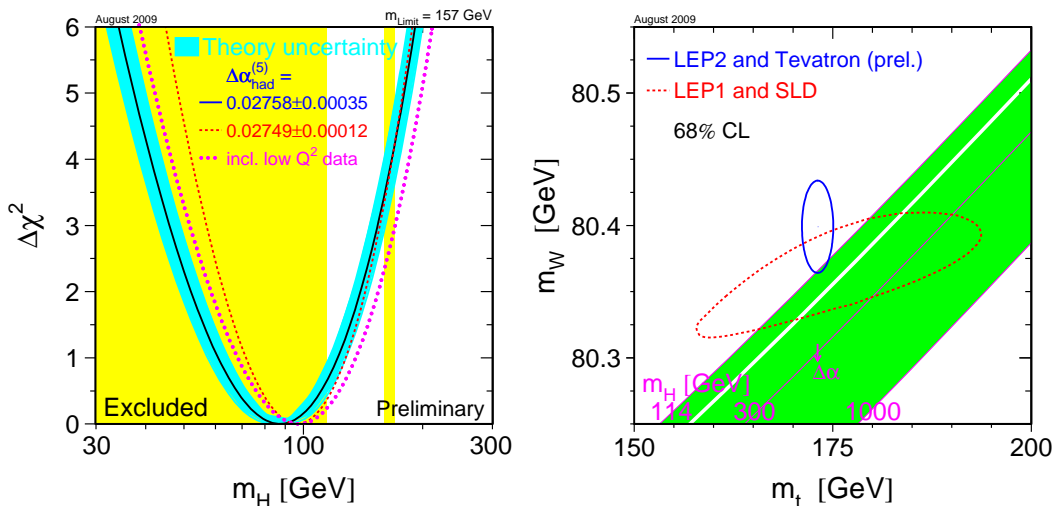 August 2009
m_Limit = 157 GeV
6
5
4
3
2
1
0
Δχ²
Theory uncertainty
Δα_had^(5) =
0.02758±0.00035
0.02749±0.00012
incl. low Q² data
Excluded
Preliminary
30
100
300
m_H [GeV]
August 2009
80.5
80.4
80.3
m_W [GeV]
LEP2 and Tevatron (prel.)
LEP1 and SLD
68% CL
Δα
m_H [GeV]
114
300
1000
150
175
200
m_t [GeV]